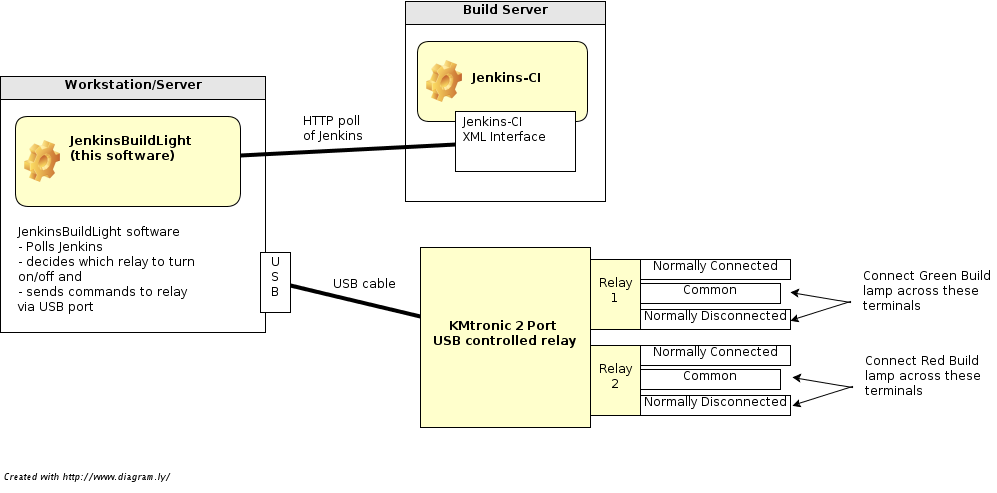 Build Server
Jenkins-CI
Jenkins-CI
XML Interface
Workstation/Server
JenkinsBuildLight
(this software)
HTTP poll
of Jenkins
JenkinsBuildLight software
- Polls Jenkins
- decides which relay to turn
on/off and
- sends commands to relay
via USB port
U
S
B
USB cable
KMtronic 2 Port
USB controlled relay
Relay
1
Normally Connected
Common
Normally Disconnected
Connect Green Build
lamp across these
terminals
Relay
2
Normally Connected
Common
Normally Disconnected
Connect Red Build
lamp across these
terminals
Created with http://www.diagram.ly/